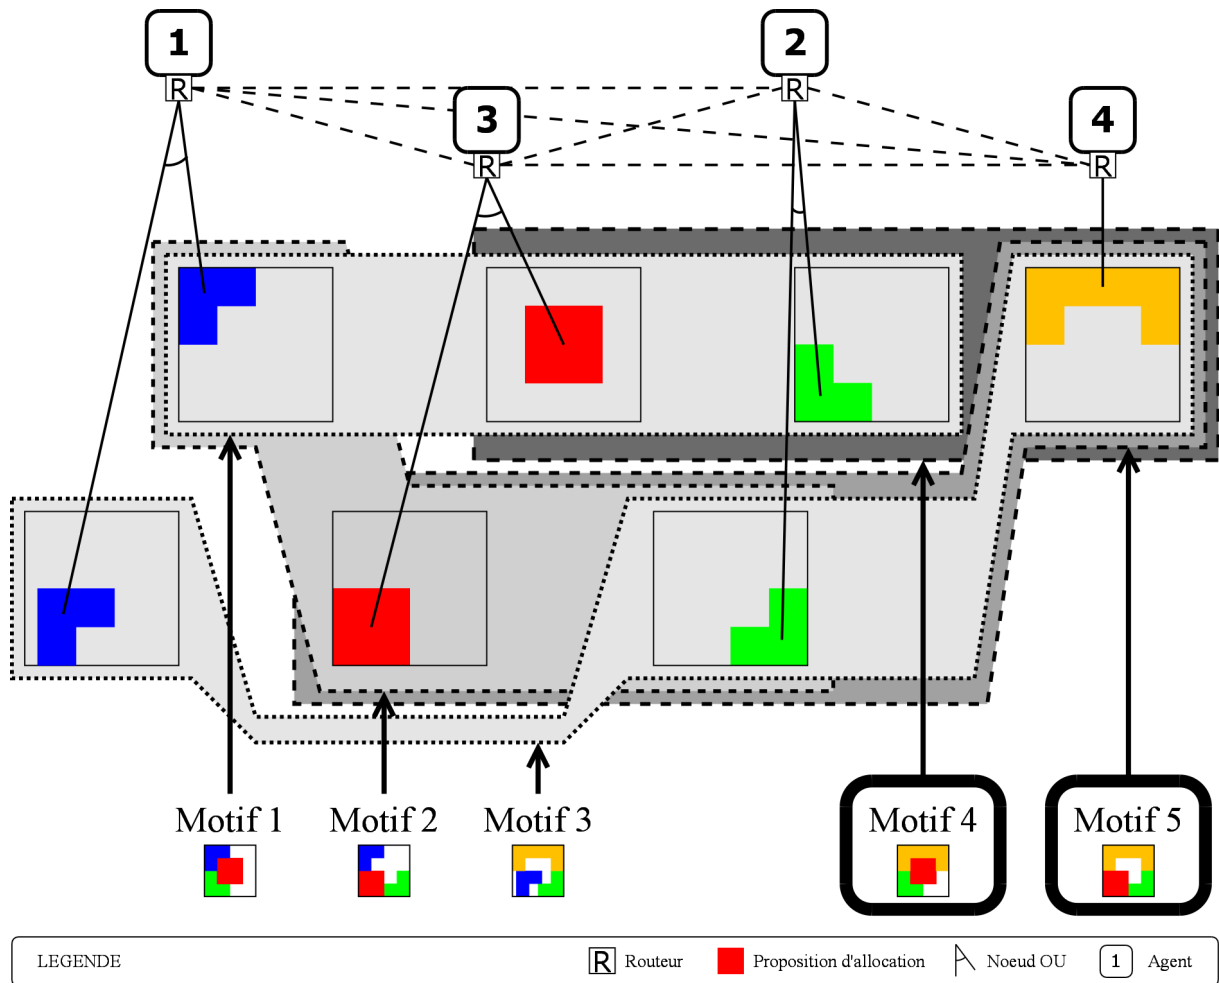 1
2
R
R
3
4
R
R
Motif 1
Motif 2
Motif 3
Motif 4
Motif 5
LEGENDE
R Routeur
Proposition d'allocation
Noeud OU
1 Agent